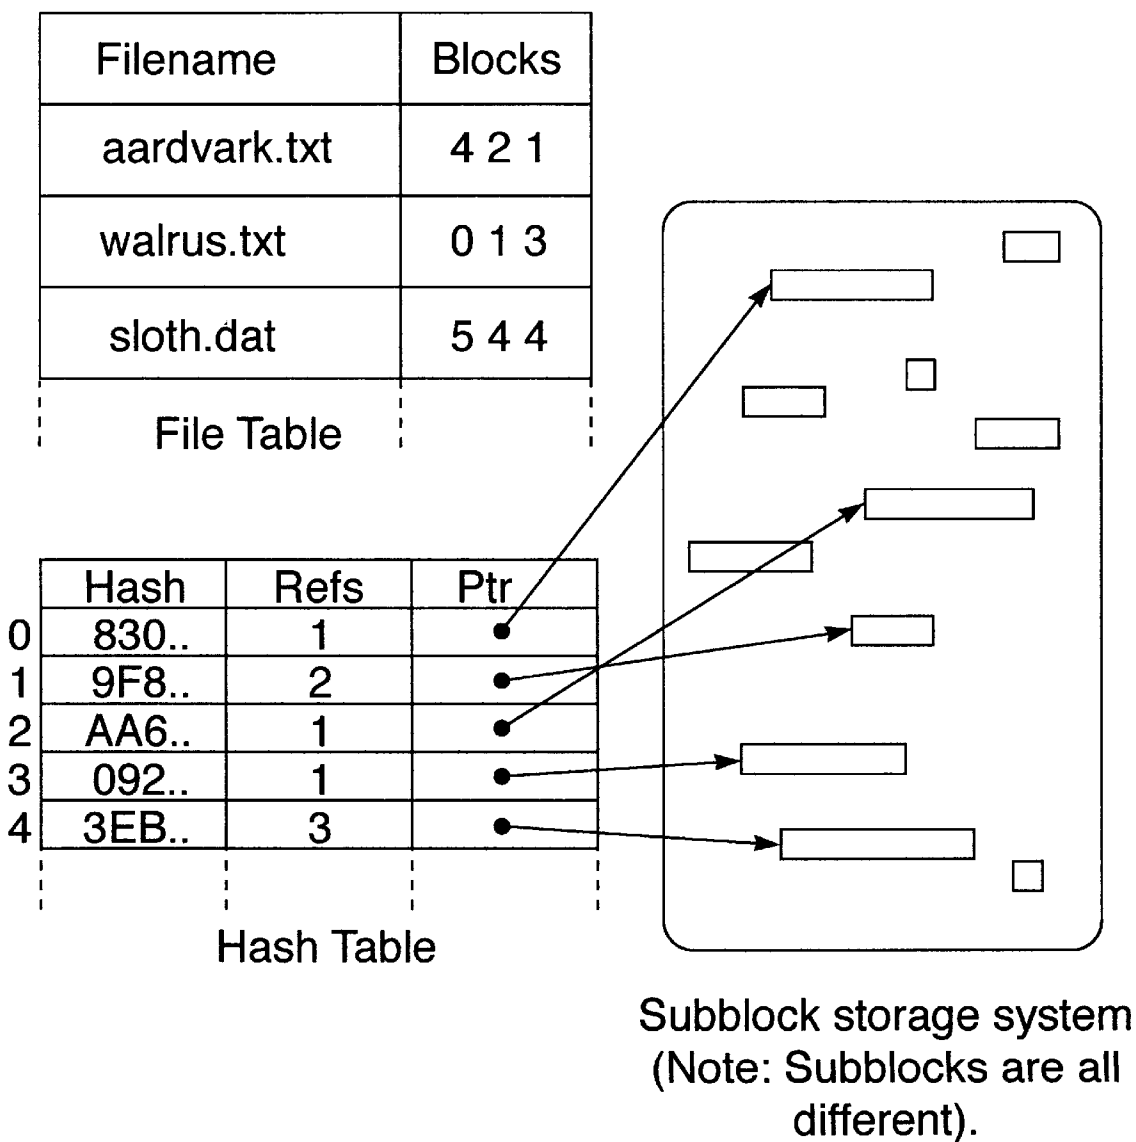 Filename Blocks
aardvark.txt 4 2 1
walrus.txt 0 1 3
sloth.dat 5 4 4
File Table
Hash Refs Ptr
0 830.. 1
1 9F8.. 2
2 AA6.. 1
3 092.. 1
4 3EB.. 3
Hash Table
Subblock storage system
(Note: Subblocks are all
different).